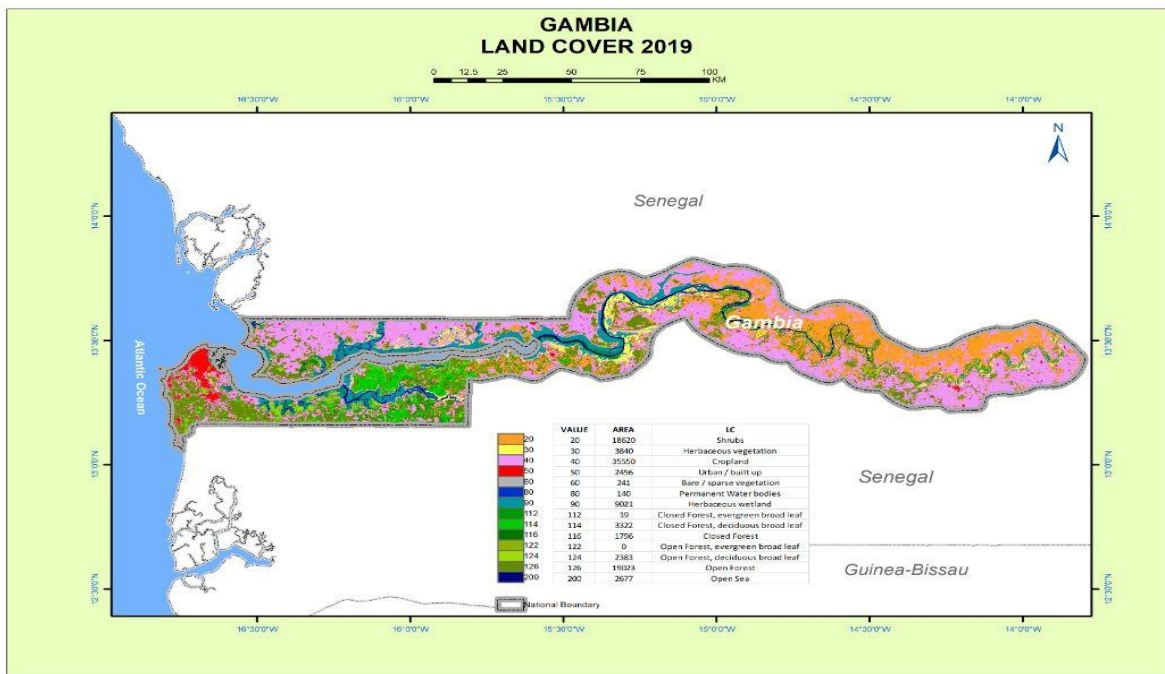 GAMBIA
LAND COVER 2019
0 12.5 25 50 75 100
KM
16°30'0"W 16°0'0"W 15°30'0"W 15°0'0"W 14°30'0"W 14°0'0"W
N
Senegal
14°0'0"N 14°0'0"N
Gambia
13°30'0"N 13°30'0"N
Atlantic Ocean
13°0'0"N 13°0'0"N
Senegal
Guinea-Bissau
12°30'0"N 12°30'0"N
VALUE AREA LC
20 20 18620 Shrubs
30 30 3840 Herbaceous vegetation
40 40 35550 Cropland
50 50 2456 Urban / built up
60 60 241 Bare / sparse vegetation
80 80 140 Permanent Water bodies
90 90 9021 Herbaceous wetland
112 112 19 Closed Forest, evergreen broad leaf
114 114 3322 Closed Forest, deciduous broad leaf
116 116 1796 Closed Forest
122 122 0 Open Forest, evergreen broad leaf
124 124 2383 Open Forest, deciduous broad leaf
126 126 19023 Open Forest
200 200 2677 Open Sea
National Boundary
16°30'0"W 16°0'0"W 15°30'0"W 15°0'0"W 14°30'0"W 14°0'0"W